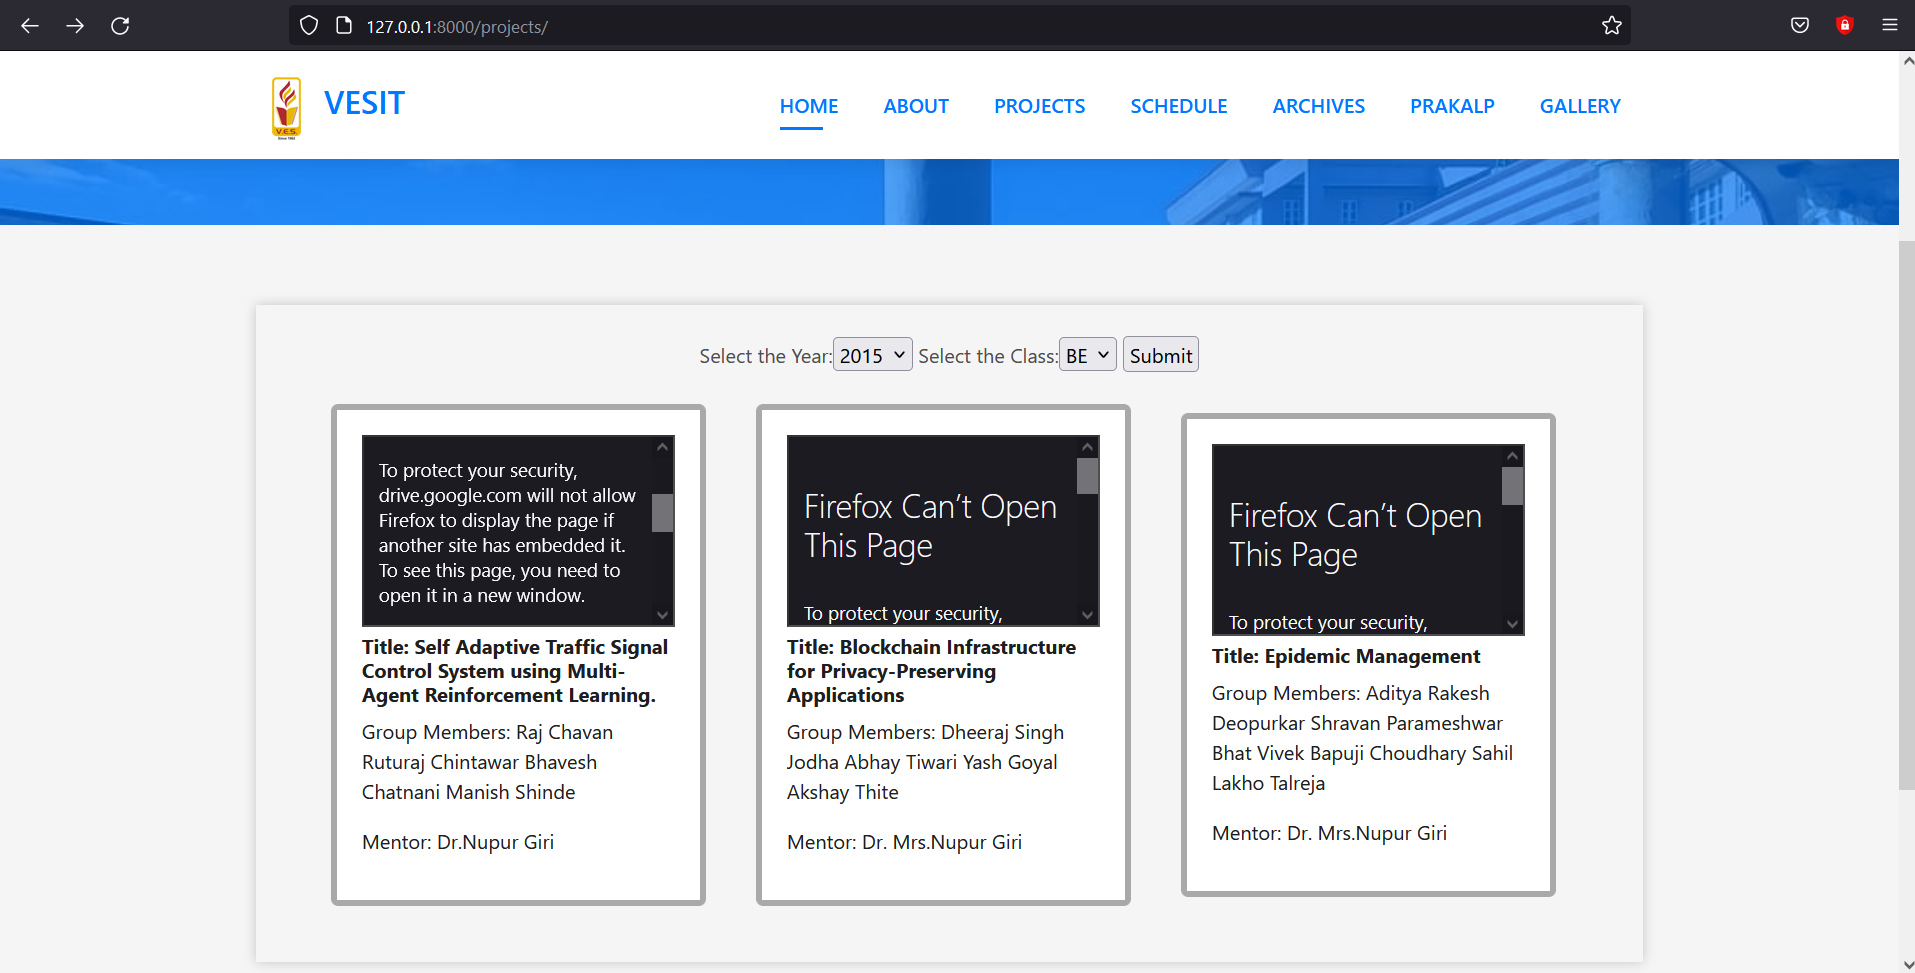 127.0.0.1:8000/projects/
V.E.S.
Since 1962
VESIT
HOME ABOUT PROJECTS SCHEDULE ARCHIVES PRAKALP GALLERY
Select the Year: 2015 Select the Class: BE Submit
To protect your security,
drive.google.com will not allow
Firefox to display the page if
another site has embedded it.
To see this page, you need to
open it in a new window.
Title: Self Adaptive Traffic Signal
Control System using Multi-
Agent Reinforcement Learning.
Group Members: Raj Chavan
Ruturaj Chintawar Bhavesh
Chatnani Manish Shinde
Mentor: Dr.Nupur Giri
Firefox Can’t Open
This Page
To protect your security,
Title: Blockchain Infrastructure
for Privacy-Preserving
Applications
Group Members: Dheeraj Singh
Jodha Abhay Tiwari Yash Goyal
Akshay Thite
Mentor: Dr. Mrs.Nupur Giri
Firefox Can’t Open
This Page
To protect your security,
Title: Epidemic Management
Group Members: Aditya Rakesh
Deopurkar Shravan Parameshwar
Bhat Vivek Bapuji Choudhary Sahil
Lakho Talreja
Mentor: Dr. Mrs.Nupur Giri